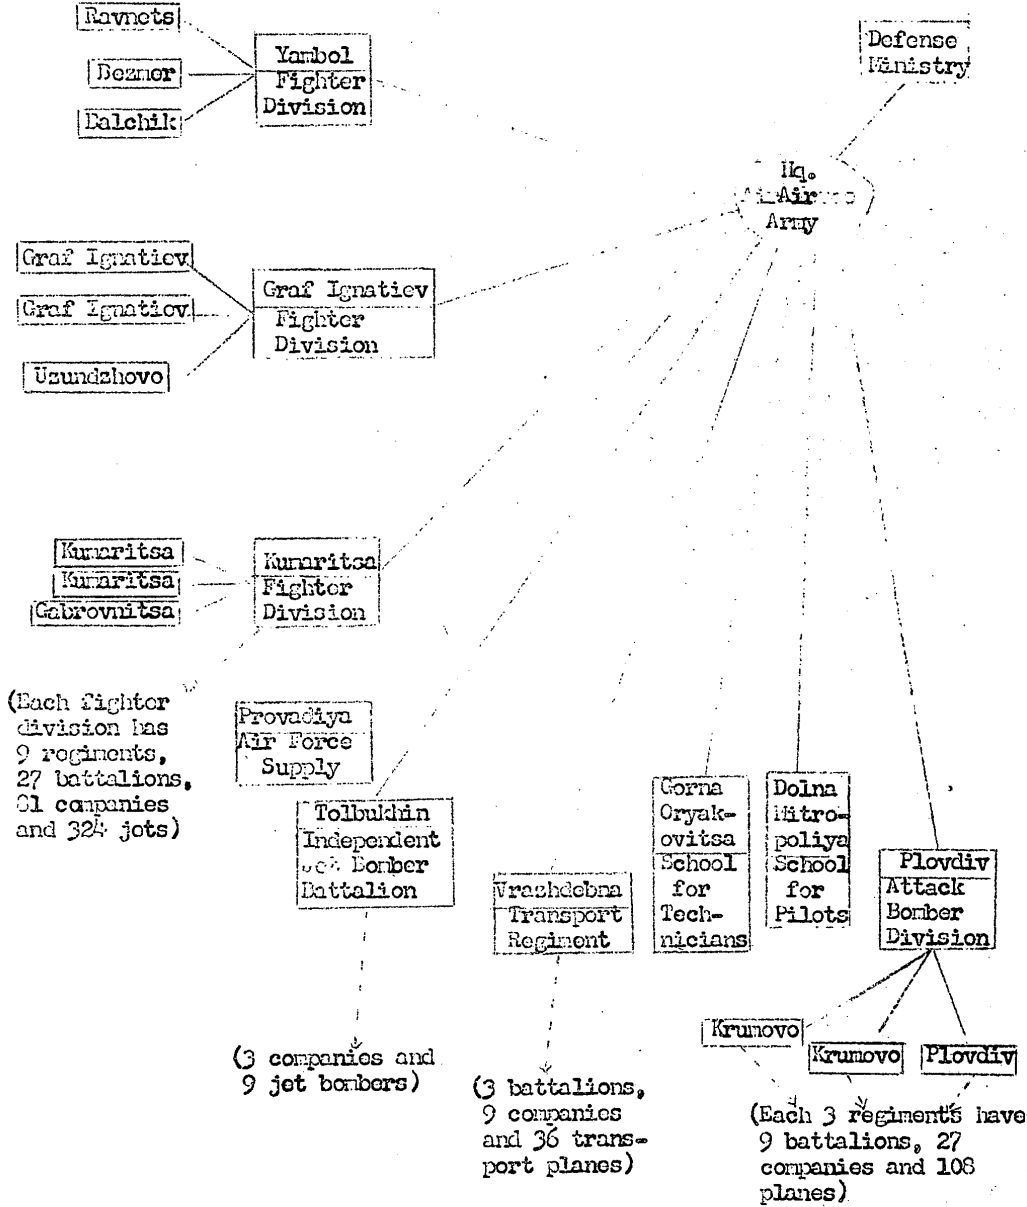 Ravnets
Bezmer
Balchik
Yambol
Fighter
Division
Defense
Ministry
Hq.
Air
Army
Graf Ignatiev
Graf Ignatiev
Uzundzhovo
Graf Ignatiev
Fighter
Division
Kumaritsa
Kumaritsa
Gabrovnitsa
Kumaritsa
Fighter
Division
(Each fighter
division has
9 regiments,
27 battalions,
81 companies
and 324 jets)
Provadiya
Air Force
Supply
Tolbukhin
Independent
Jet Bomber
Battalion
(3 companies and
9 jet bombers)
Vrashdebna
Transport
Regiment
(3 battalions,
9 companies
and 36 trans-
port planes)
Gorna
Oryak-
ovitsa
School
for
Tech-
nicians
Dolna
Mitro-
poliya
School
for
Pilots
Plovdiv
Attack
Bomber
Division
Krumovo
Krumovo
Plovdiv
(Each 3 regiments have
9 battalions, 27
companies and 108
planes)